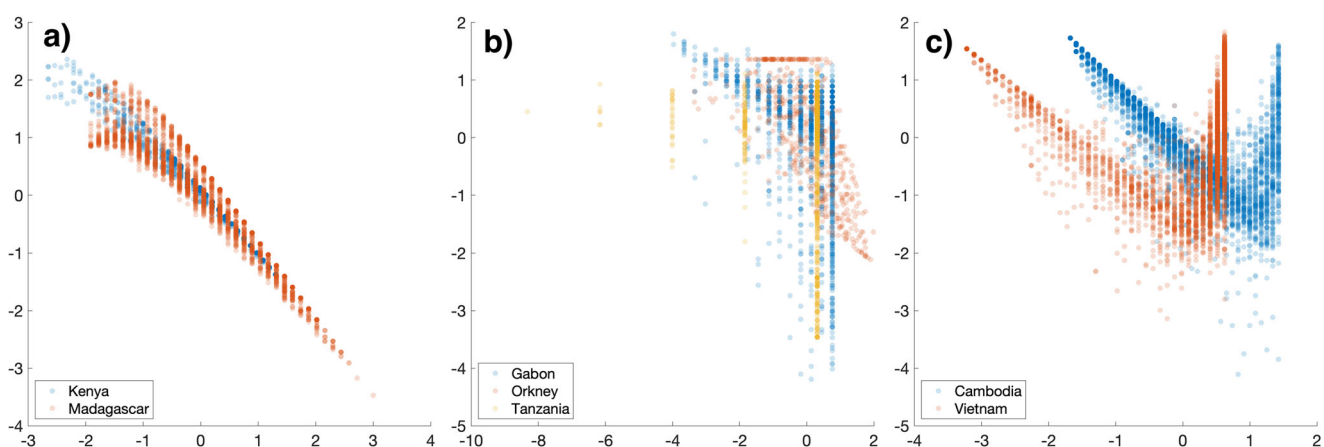 a)
3
2
1
0
-1
-2
-3
-4
Kenya
Madagascar
-3 -2 -1 0 1 2 3 4
b)
2
1
0
-1
-2
-3
-4
-5
Gabon
Orkney
Tanzania
-10 -8 -6 -4 -2 0 2
c)
2
1
0
-1
-2
-3
-4
-5
Cambodia
Vietnam
-4 -3 -2 -1 0 1 2